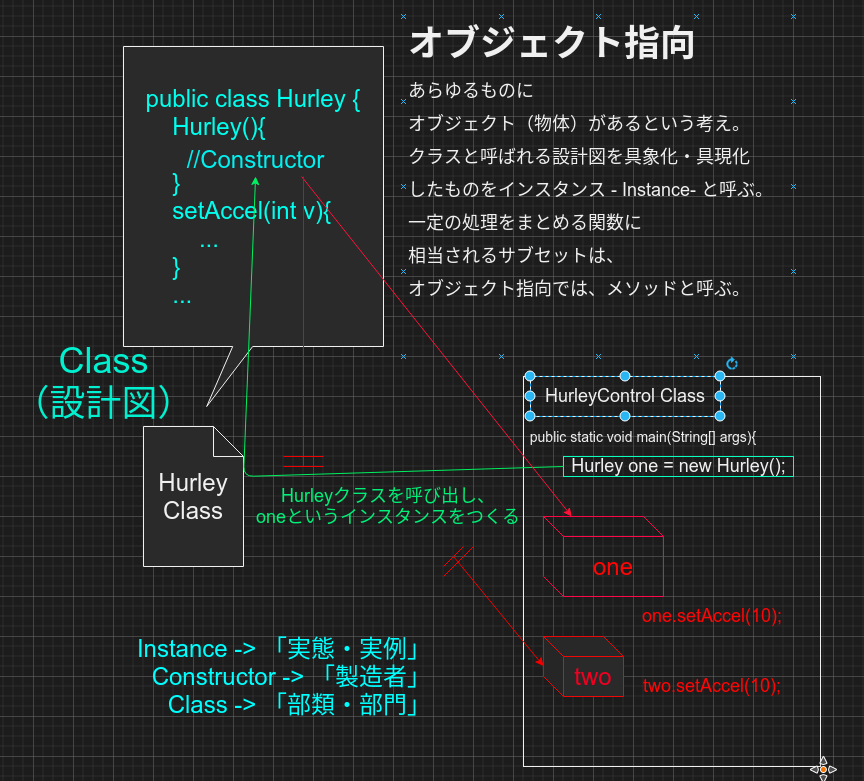 オブジェクト指向
あらゆるものに
オブジェクト（物体）があるという考え。
クラスと呼ばれる設計図を具象化・具現化
したものをインスタンス - Instance- と呼ぶ。
一定の処理をまとめる関数に
相当されるサブセットは、
オブジェクト指向では、メソッドと呼ぶ。
public class Hurley {
Hurley(){
//Constructor
}
setAccel(int v){
...
}
...
Class
（設計図）
Hurley
Class
HurleyControl Class
public static void main(String[] args){
Hurley one = new Hurley();
Hurleyクラスを呼び出し、
oneというインスタンスをつくる
one
one.setAccel(10);
two
two.setAccel(10);
Instance -> 「実態・実例」
Constructor -> 「製造者」
Class -> 「部類・部門」